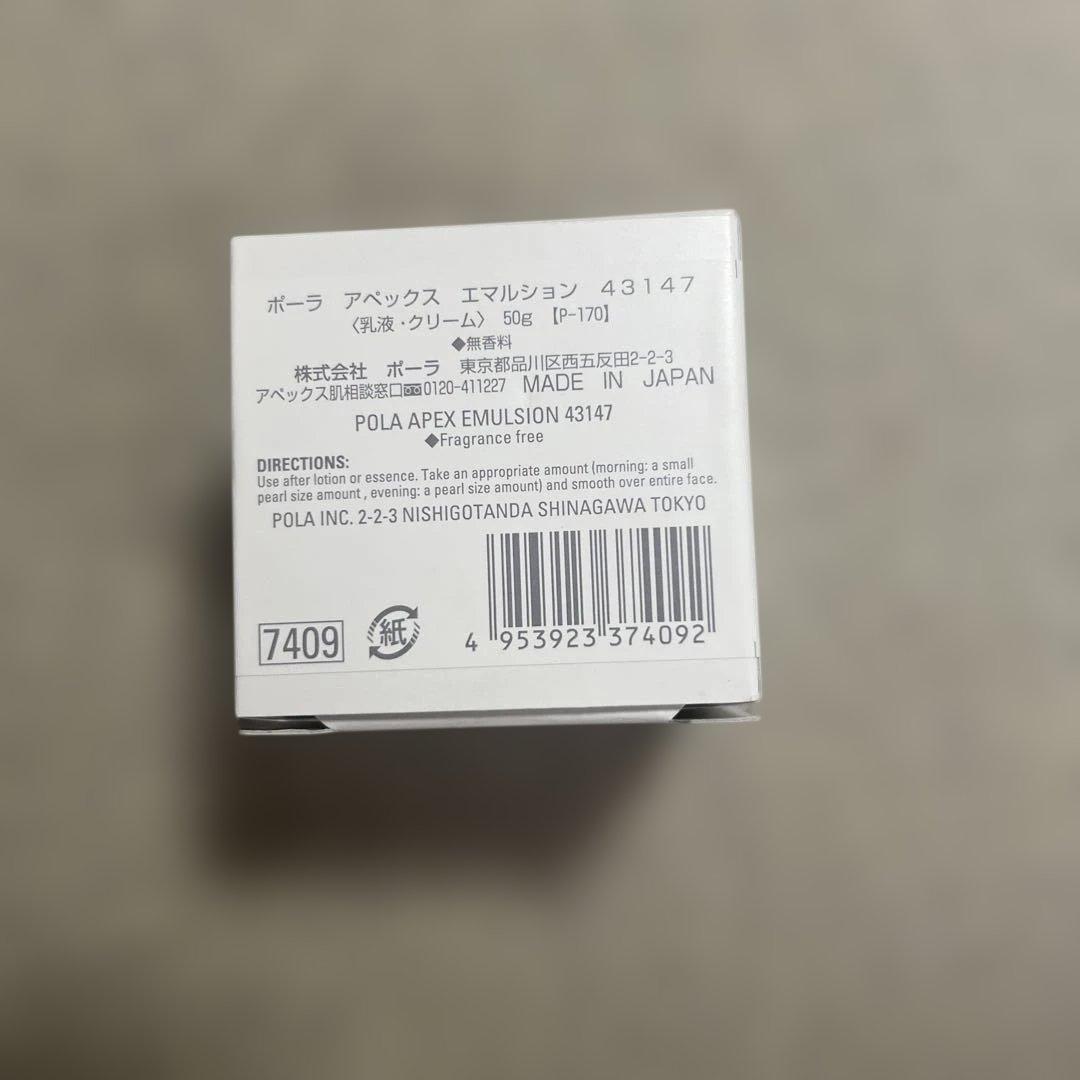 ポーラ　アペックス　エマルション　43147
〈乳液・クリーム〉　50g　【P-170】
◆無香料
株式会社　ポーラ　東京都品川区西五反田2-2-3
アペックス肌相談窓口 0120-411227　MADE　IN　JAPAN
POLA APEX EMULSION 43147
◆Fragrance free
DIRECTIONS:
Use after lotion or essence. Take an appropriate amount (morning: a small
pearl size amount , evening: a pearl size amount) and smooth over entire face.
POLA INC. 2-2-3 NISHIGOTANDA SHINAGAWA TOKYO
7409
紙
4 953923 374092